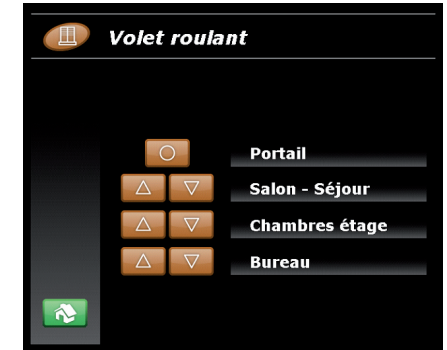 Volet roulant
Portail
Salon - Séjour
Chambres étage
Bureau